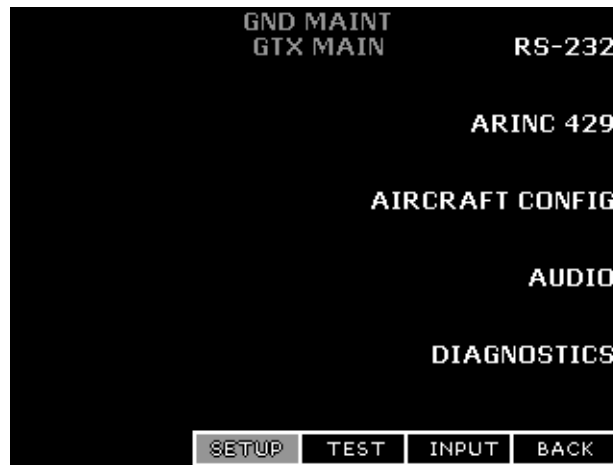 GND MAINT
GTX MAIN
RS-232
ARINC 429
AIRCRAFT CONFIG
AUDIO
DIAGNOSTICS
SETUP TEST INPUT BACK